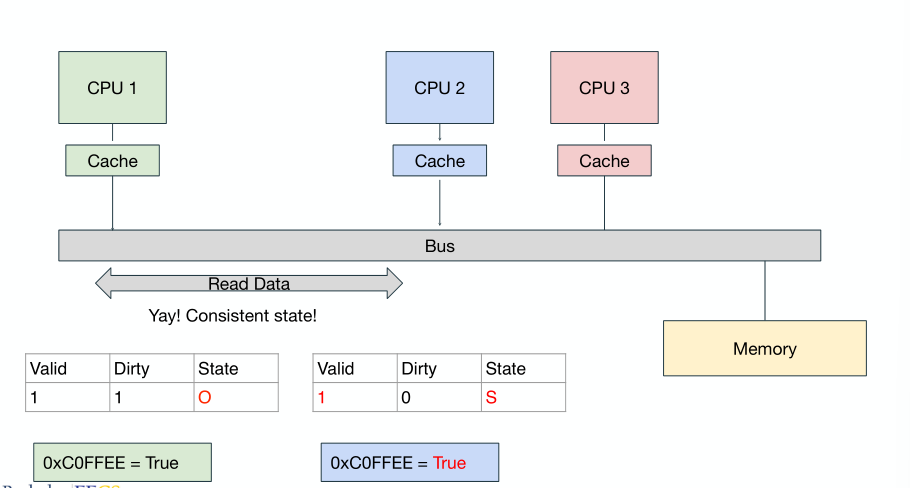 CPU 1
CPU 2
CPU 3
Cache
Cache
Cache
Bus
Read Data
Yay! Consistent state!
Memory
Valid Dirty State
1 1 O
Valid Dirty State
1 0 S
0xC0FFEE = True
0xC0FFEE = True